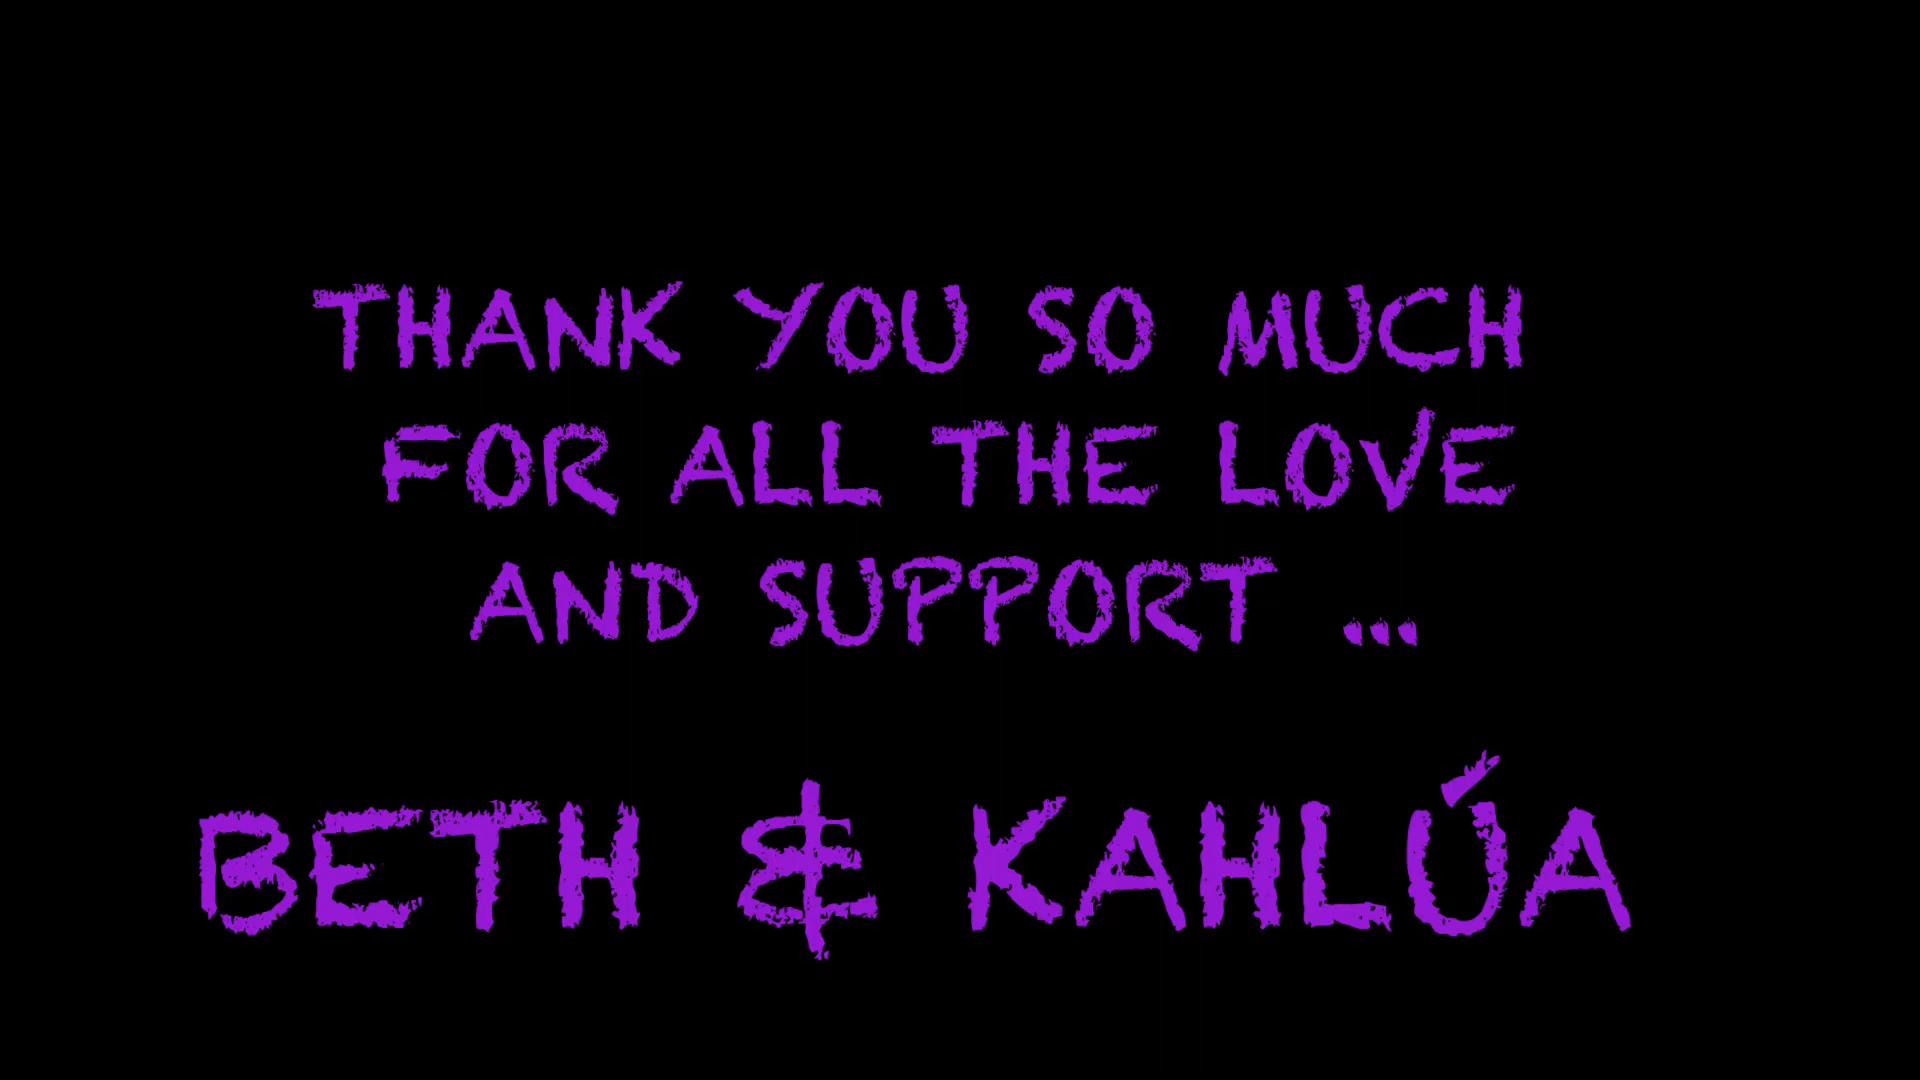 THANK YOU SO MUCH
FOR ALL THE LOVE
AND SUPPORT ...
BETH & KAHLÚA